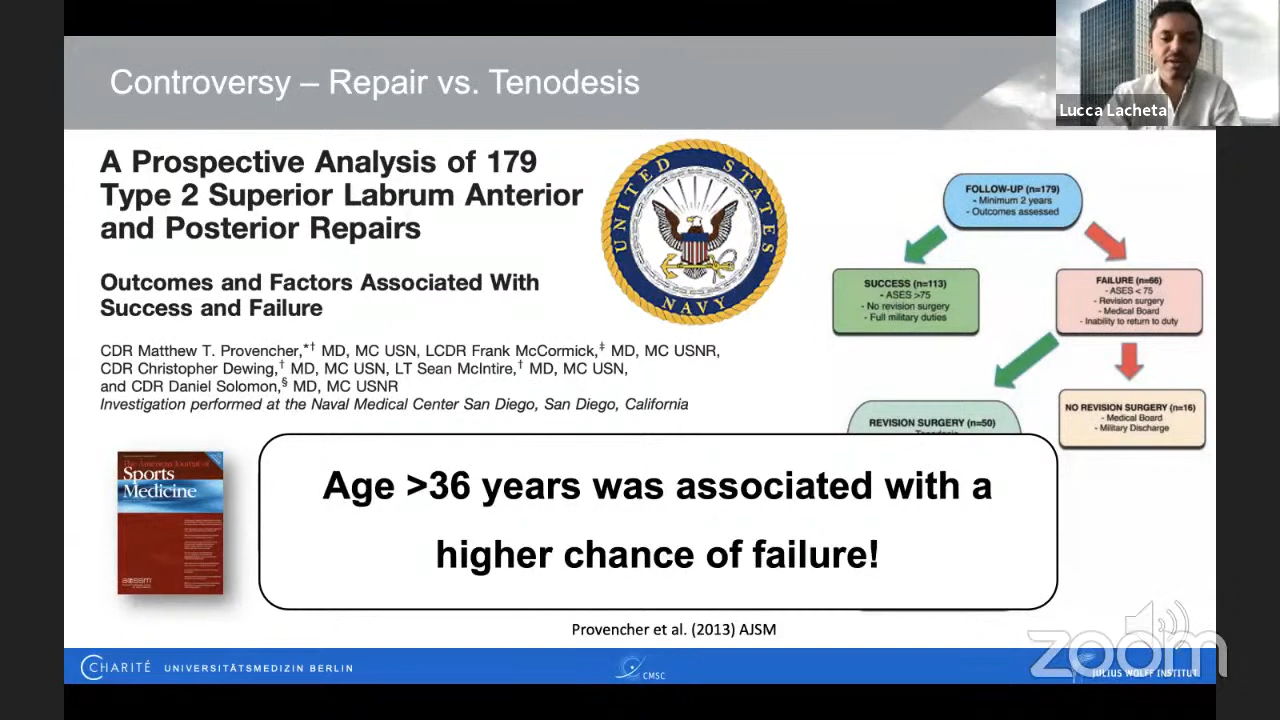 Lucca Lacheta
Controversy – Repair vs. Tenodesis
A Prospective Analysis of 179
Type 2 Superior Labrum Anterior
and Posterior Repairs
Outcomes and Factors Associated With
Success and Failure
CDR Matthew T. Provencher,*† MD, MC USN, LCDR Frank McCormick,‡ MD, MC USNR,
CDR Christopher Dewing,† MD, MC USN, LT Sean McIntire,† MD, MC USN,
and CDR Daniel Solomon,§ MD, MC USNR
Investigation performed at the Naval Medical Center San Diego, San Diego, California
UNITED STATES
NAVY
FOLLOW-UP (n=179)
- Minimum 2 years
- Outcomes assessed
SUCCESS (n=113)
- ASES >75
- No revision surgery
- Full military duties
FAILURE (n=66)
- ASES < 75
- Revision surgery
- Medical Board
- Inability to return to duty
REVISION SURGERY (n=50)
NO REVISION SURGERY (n=16)
- Medical Board
- Military Discharge
The American Journal of
Sports
Medicine
Age >36 years was associated with a
higher chance of failure!
Provencher et al. (2013) AJSM
CHARITÉ UNIVERSITÄTSMEDIZIN BERLIN
CMSC
JULIUS WOLFF INSTITUT
zoom